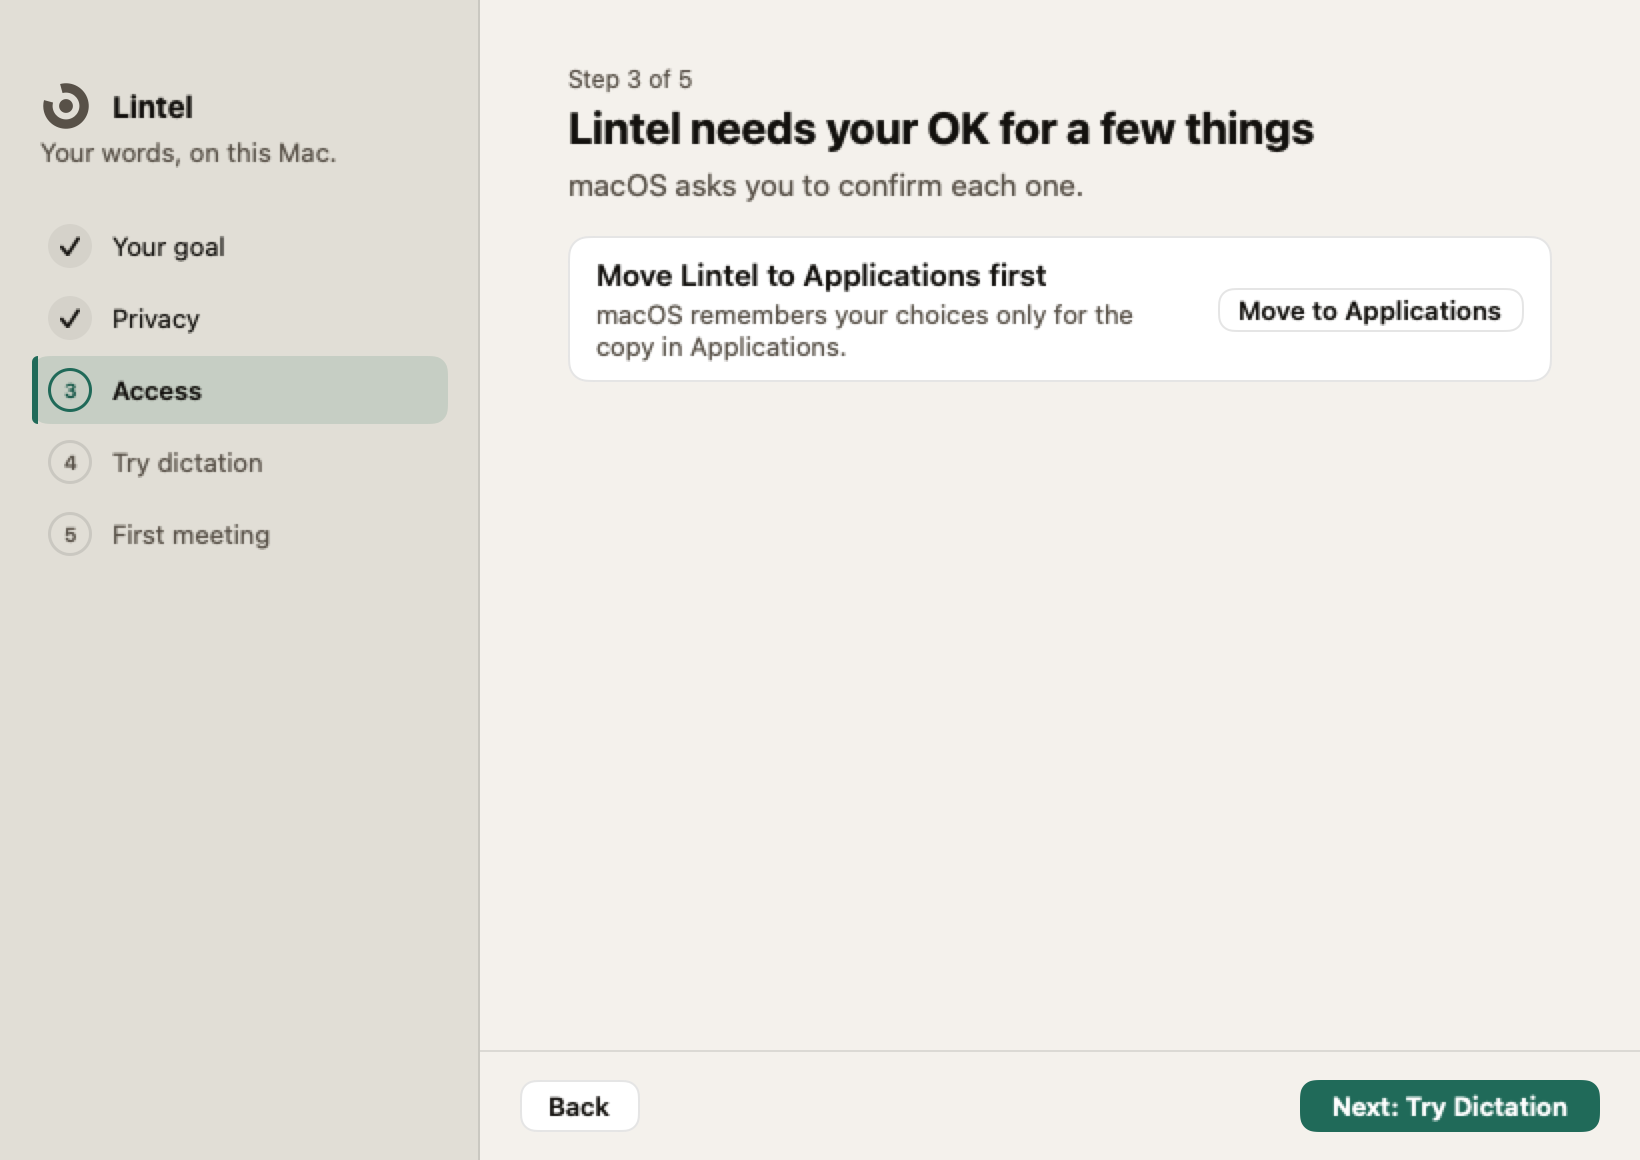 Lintel
Your words, on this Mac.
Your goal
Privacy
3 Access
4 Try dictation
5 First meeting
Step 3 of 5
Lintel needs your OK for a few things
macOS asks you to confirm each one.
Move Lintel to Applications first
macOS remembers your choices only for the
copy in Applications.
Move to Applications
Back
Next: Try Dictation